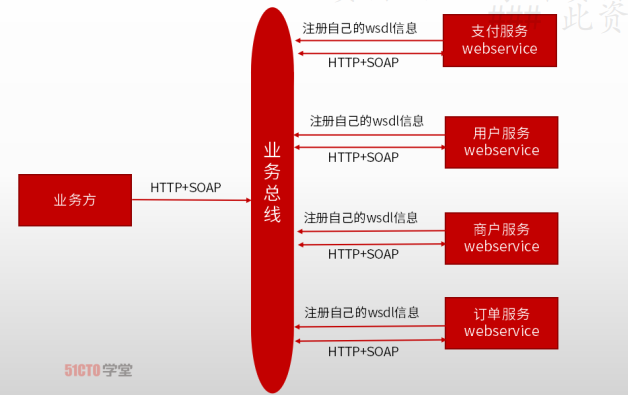 此资
注册自己的wsdl信息
支付服务
webservice
HTTP+SOAP
注册自己的wsdl信息
用户服务
webservice
HTTP+SOAP
业务方
HTTP+SOAP
业务总线
注册自己的wsdl信息
商户服务
webservice
HTTP+SOAP
注册自己的wsdl信息
订单服务
webservice
HTTP+SOAP
51CTO学堂